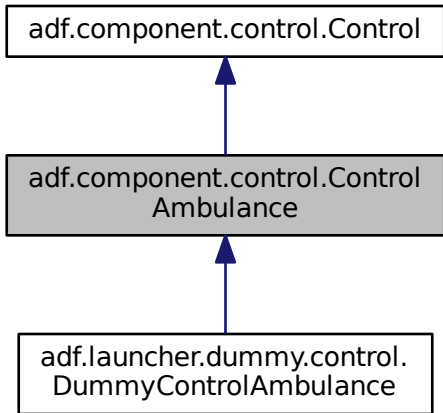 adf.component.control.Control
adf.component.control.Control
Ambulance
adf.launcher.dummy.control.
DummyControlAmbulance